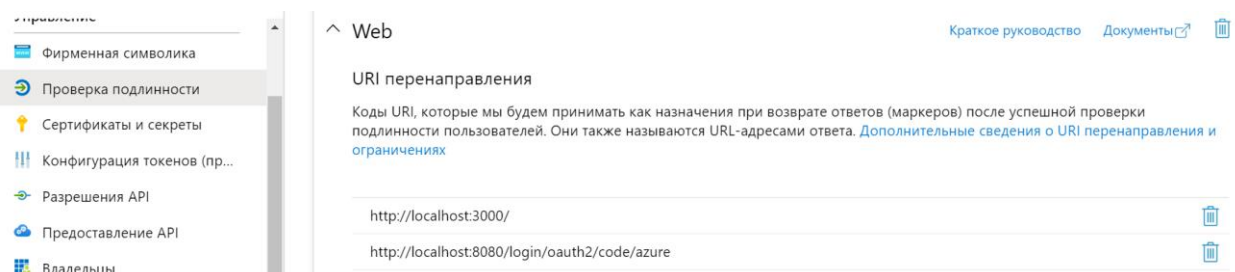 Управление
Фирменная символика
Проверка подлинности
Сертификаты и секреты
Конфигурация токенов (пр...
Разрешения API
Предоставление API
Владельцы
Web
Краткое руководство
Документы
URI перенаправления
Коды URI, которые мы будем принимать как назначения при возврате ответов (маркеров) после успешной проверки
подлинности пользователей. Они также называются URL-адресами ответа. Дополнительные сведения о URI перенаправления и
ограничениях
http://localhost:3000/
http://localhost:8080/login/oauth2/code/azure